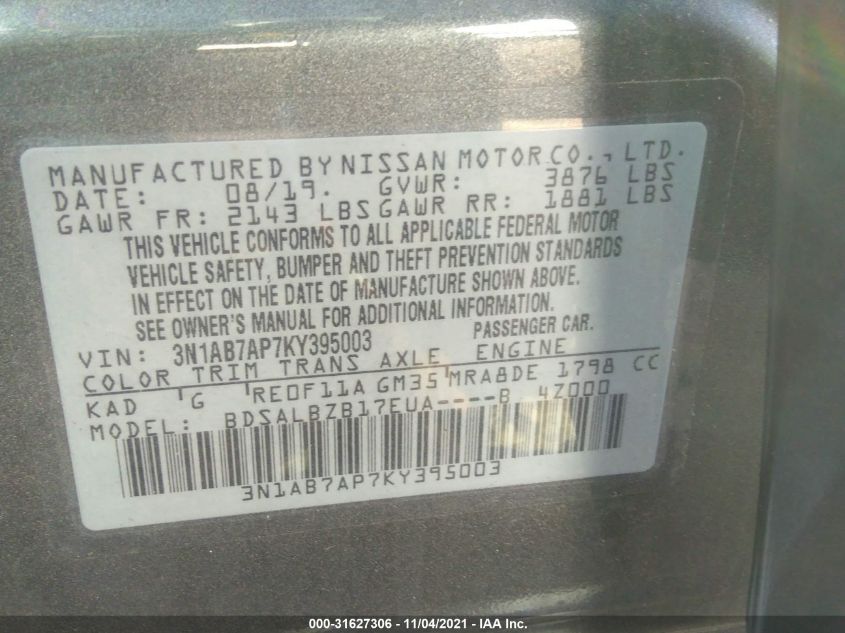 MANUFACTURED BY NISSAN MOTOR CO., LTD.
DATE: 08/19. GVWR: 3876 LBS
GAWR FR: 2143 LBS GAWR RR: 1881 LBS
THIS VEHICLE CONFORMS TO ALL APPLICABLE FEDERAL MOTOR
VEHICLE SAFETY, BUMPER AND THEFT PREVENTION STANDARDS
IN EFFECT ON THE DATE OF MANUFACTURE SHOWN ABOVE.
SEE OWNER'S MANUAL FOR ADDITIONAL INFORMATION.
VIN: 3N1AB7AP7KY395003 PASSENGER CAR.
COLOR TRIM TRANS AXLE ENGINE
KAD G RE0F11A GM35 MRA8DE 1798 CC
MODEL: BDSALBZB17EUA----B 4Z000
3N1AB7AP7KY395003
000-31627306 - 11/04/2021 - IAA Inc.